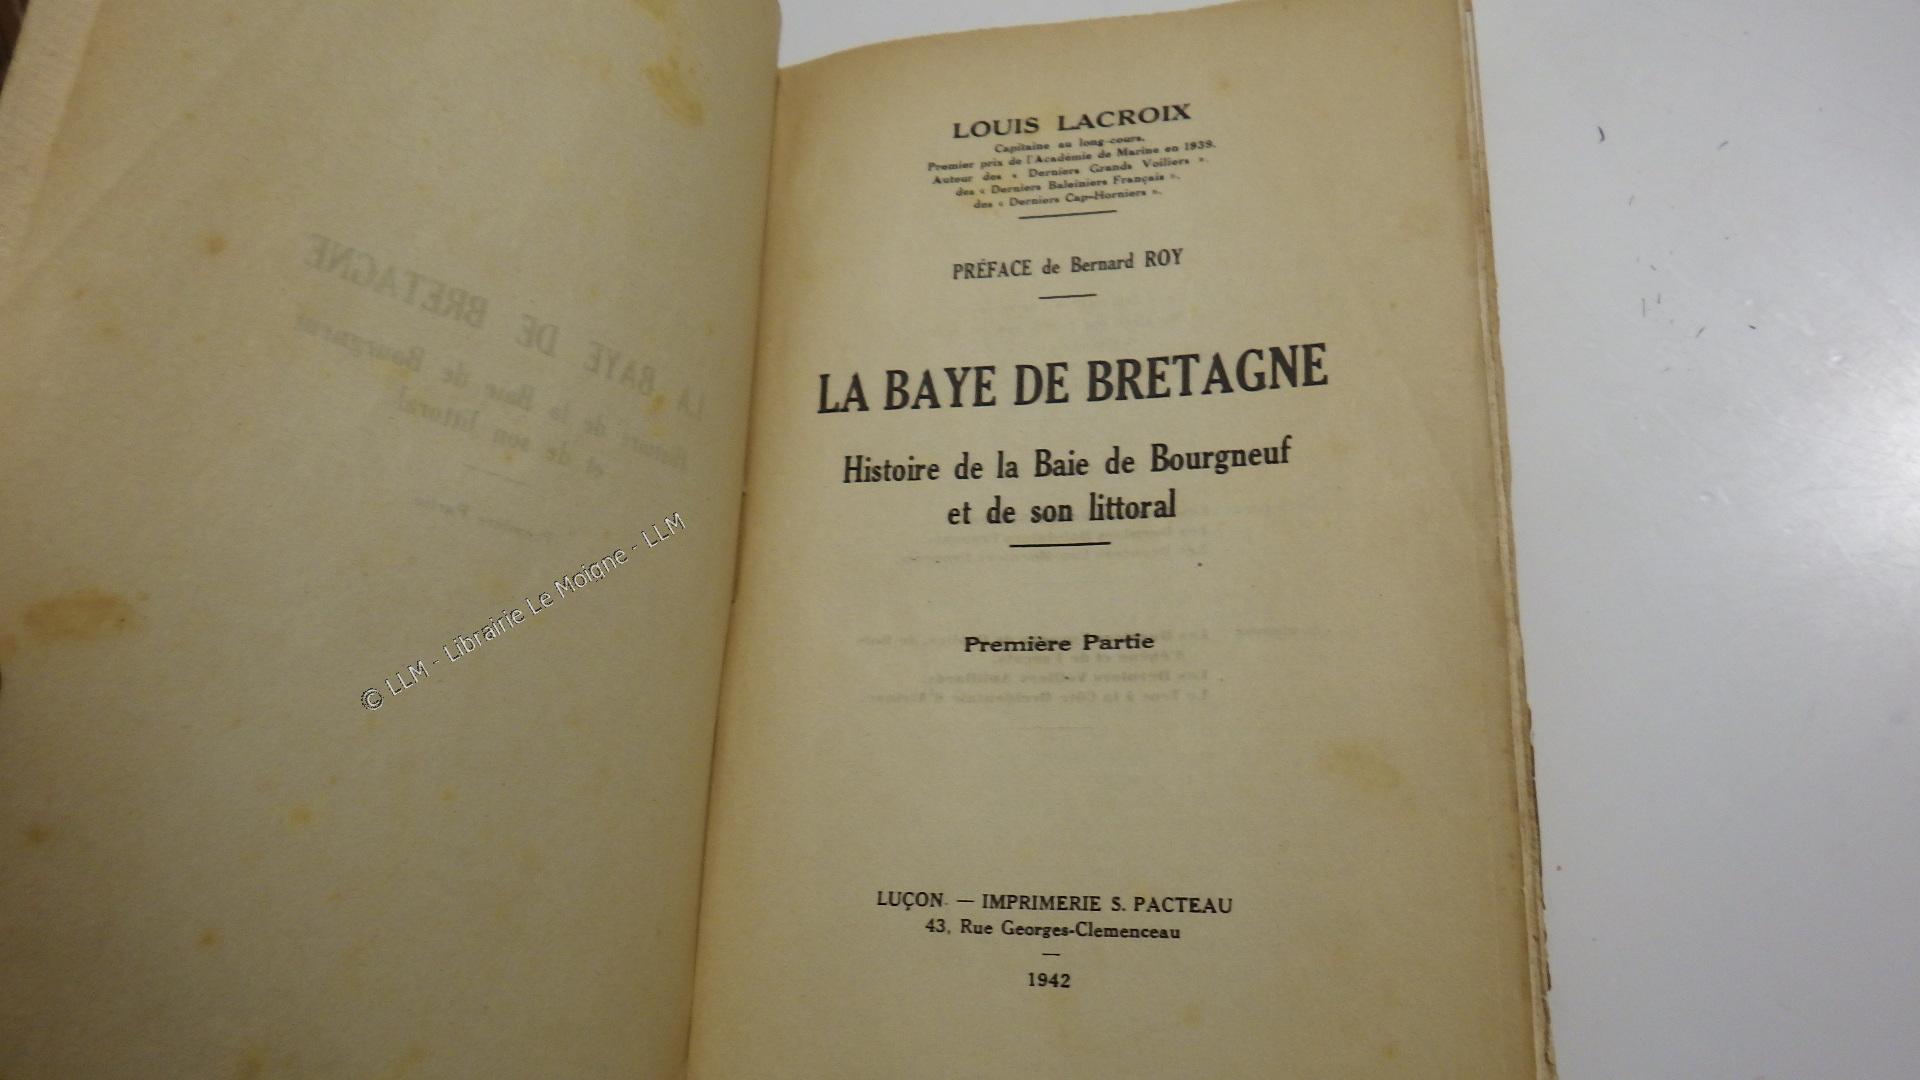 LOUIS LACROIX
Capitaine au long-cours.
Premier prix de l'Académie de Marine en 1938.
Auteur des « Derniers Grands Voiliers ».
des « Derniers Baleiniers Français ».
des « Derniers Cap-Horniers ».
PRÉFACE de Bernard ROY
LA BAYE DE BRETAGNE
Histoire de la Baie de Bourgneuf
et de son littoral
Première Partie
LUÇON. — IMPRIMERIE S. PACTEAU
43, Rue Georges-Clemenceau
1942
© LLM - Librairie Le Moigne - LLM